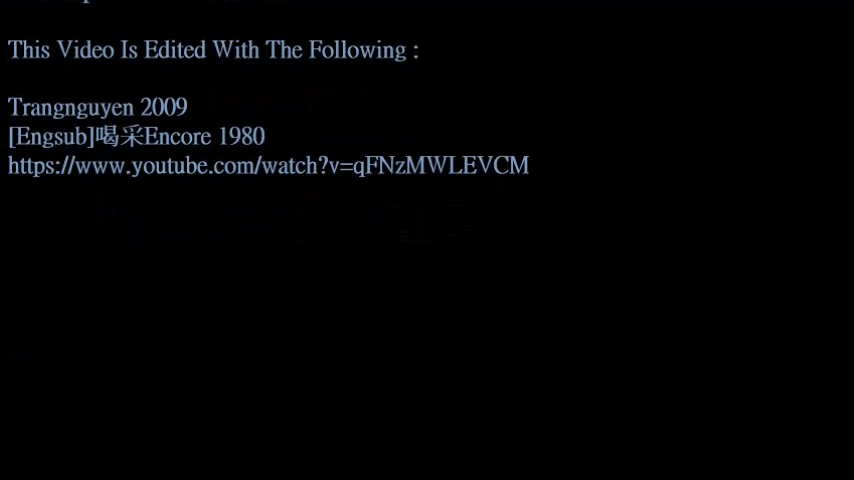 This Video Is Edited With The Following :
Trangnguyen 2009
[Engsub]喝采Encore 1980
https://www.youtube.com/watch?v=qFNzMWLEVCM